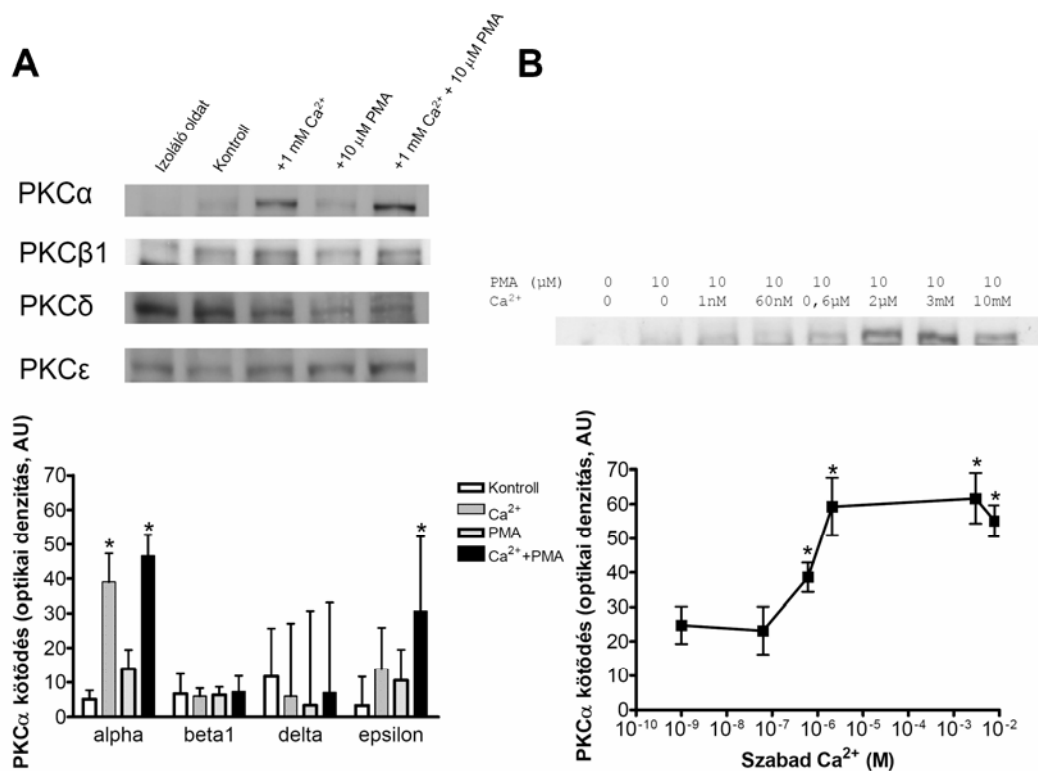 A
Izoláló oldat
Kontroll
+1 mM Ca²⁺
+10 µM PMA
+1 mM Ca²⁺ + 10 µM PMA
PKCα
PKCβ1
PKCδ
PKCε
PKCα kötődés (optikai denzitás, AU)
70
60
50
40
30
20
10
0
* * *
alpha beta1 delta epsilon
Kontroll
Ca²⁺
PMA
Ca²⁺+PMA
B
PMA (µM) 0 10 10 10 10 10 10 10
Ca²⁺ 0 0 1nM 60nM 0,6µM 2µM 3mM 10mM
PKCα kötődés (optikai denzitás, AU)
70
60
50
40
30
20
10
0
* * * *
10⁻¹⁰ 10⁻⁹ 10⁻⁸ 10⁻⁷ 10⁻⁶ 10⁻⁵ 10⁻⁴ 10⁻³ 10⁻²
Szabad Ca²⁺ (M)